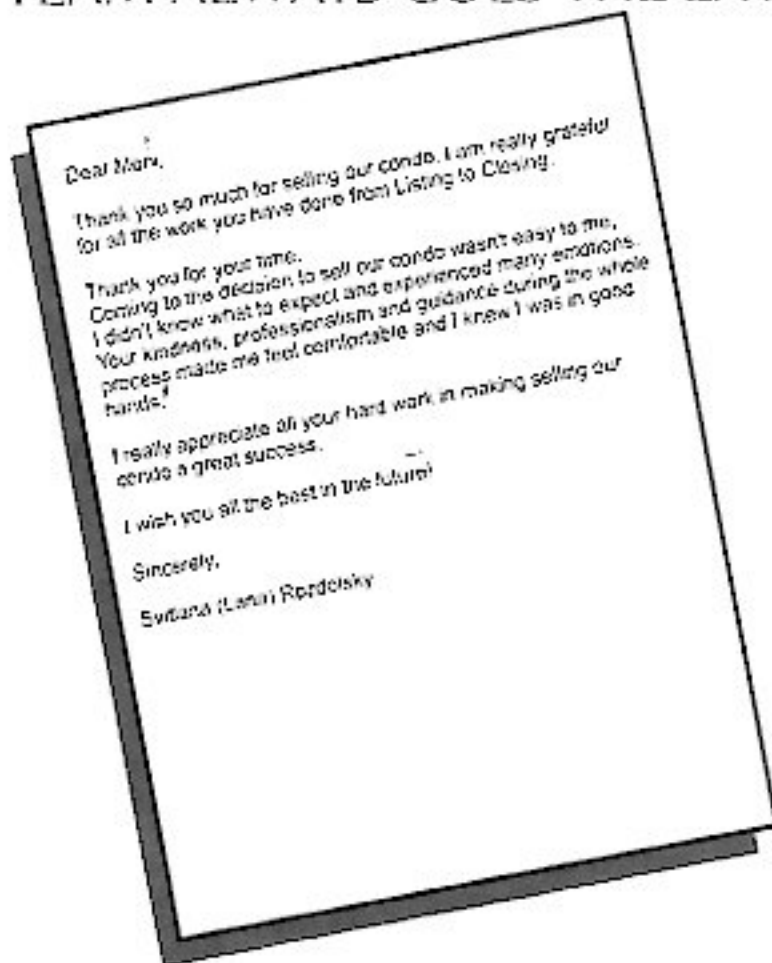 Dear
Thank you so much for selling our condo. I am really grateful
for all the work you have done from Listing to Closing.
Thank you for your time.
Coming to the decision to sell our condo wasn't easy to me,
I didn't know what to expect and experienced many emotions.
Your kindness, professionalism and guidance during the whole
process made me feel comfortable and I knew I was in good
hands.
I really appreciate all your hard work in making selling our
condo a great success.
I wish you all the best in the future!
Sincerely,